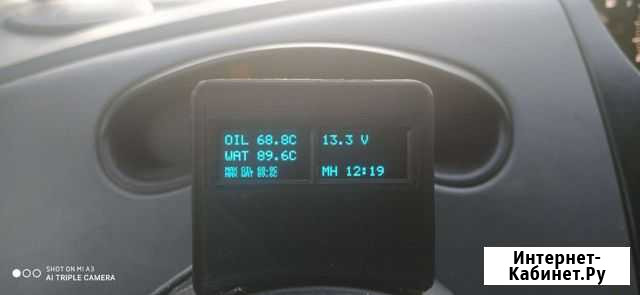 OIL 68.8C
WAT 89.6C
13.3 V
MH 12:19
SHOT ON MI A3
AI TRIPLE CAMERA
Интернет-
Кабинет.Ру